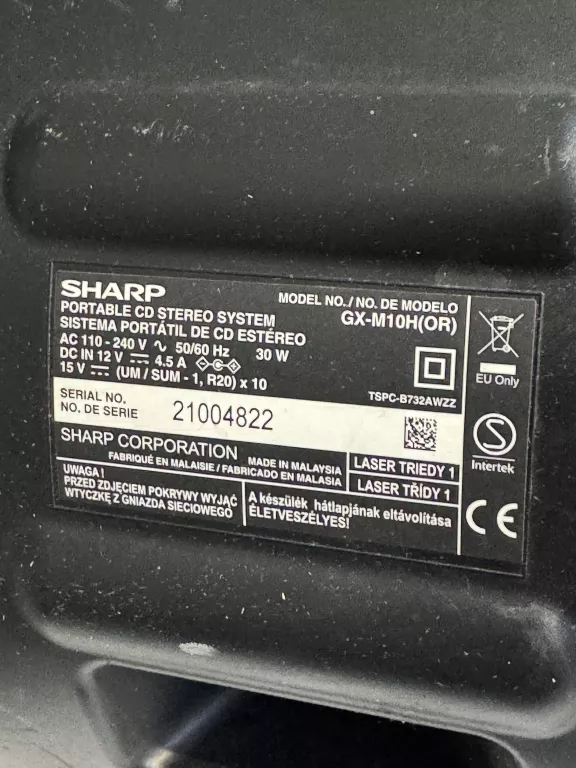 SHARP
PORTABLE CD STEREO SYSTEM
SISTEMA PORTÁTIL DE CD ESTÉREO
AC 110 - 240 V ∿ 50/60 Hz 30 W
DC IN 12 V ⎓ 4.5 A
15 V ⎓ (UM / SUM - 1, R20) x 10
MODEL NO./ NO. DE MODELO
GX-M10H(OR)
TSPC-B732AWZZ
SERIAL NO.
NO. DE SERIE
21004822
SHARP CORPORATION
MADE IN MALAYSIA
FABRIQUÉ EN MALAISIE / FABRICADO EN MALASIA
LASER TRIEDY 1
LASER TŘÍDY 1
UWAGA !
PRZED ZDJĘCIEM POKRYWY WYJĄĆ
WTYCZKĘ Z GNIAZDA SIECIOWEGO
A készülék hátlapjának eltávolítása
ÉLETVESZÉLYES!
EU Only
S
Intertek
CE